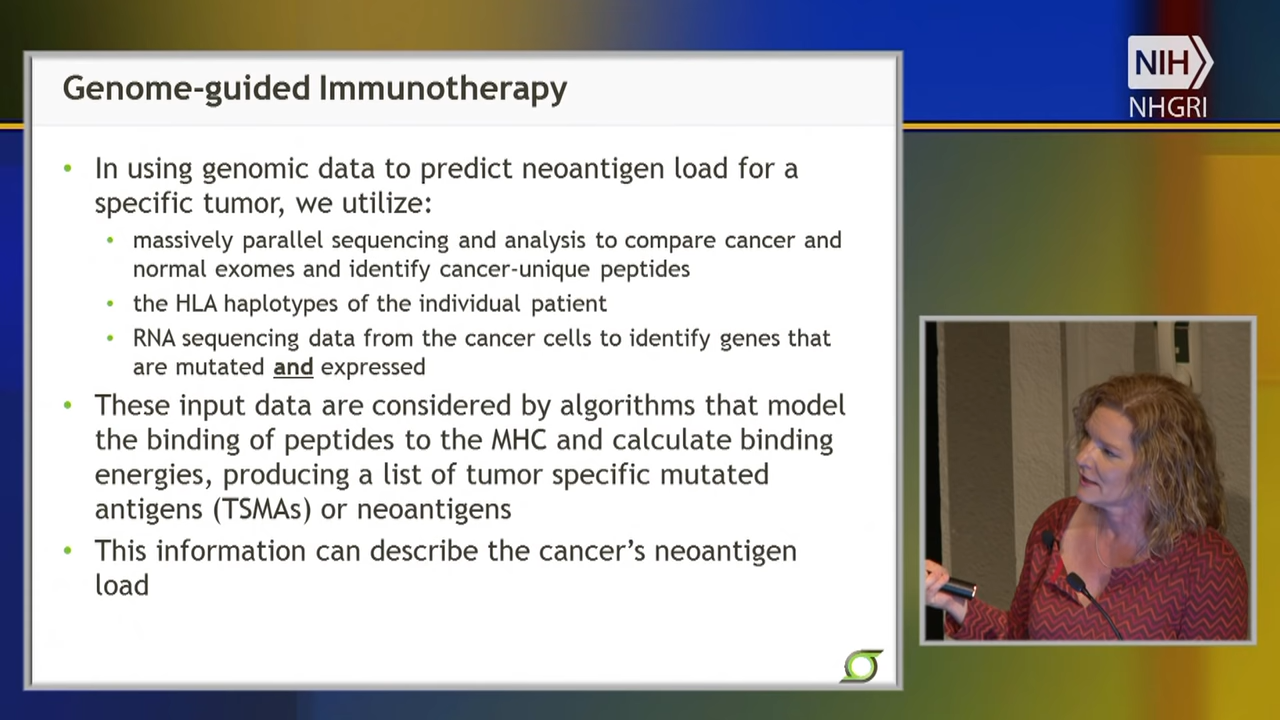 Genome-guided Immunotherapy
NIH
NHGRI
• In using genomic data to predict neoantigen load for a
specific tumor, we utilize:
• massively parallel sequencing and analysis to compare cancer and
normal exomes and identify cancer-unique peptides
• the HLA haplotypes of the individual patient
• RNA sequencing data from the cancer cells to identify genes that
are mutated and expressed
• These input data are considered by algorithms that model
the binding of peptides to the MHC and calculate binding
energies, producing a list of tumor specific mutated
antigens (TSMAs) or neoantigens
• This information can describe the cancer’s neoantigen
load